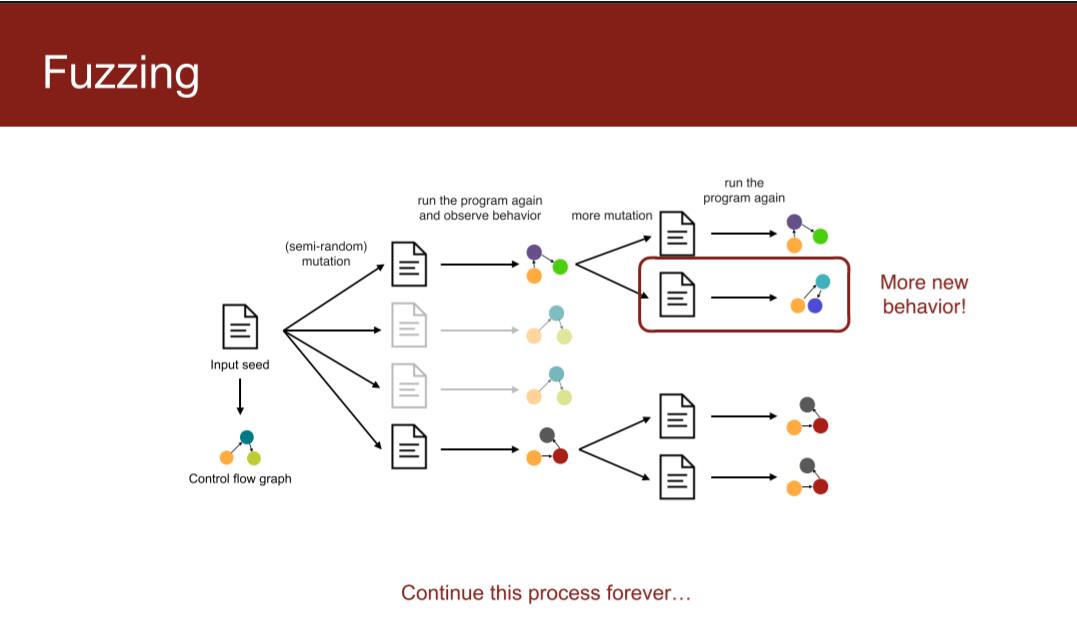 Fuzzing
run the
program again
run the program again
and observe behavior
more mutation
(semi-random)
mutation
More new
behavior!
Input seed
Control flow graph
Continue this process forever…